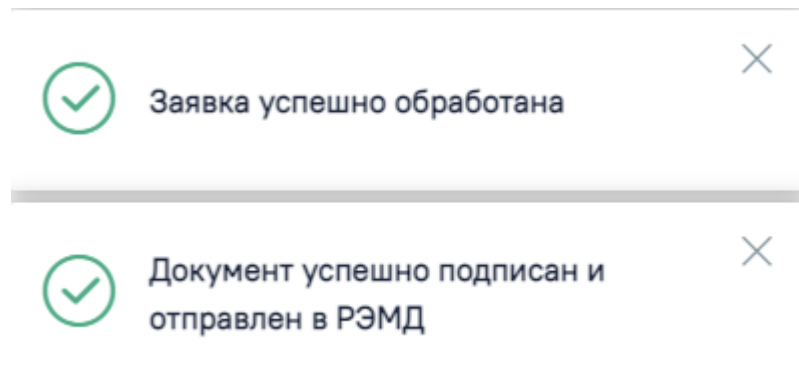 Заявка успешно обработана
Документ успешно подписан и
отправлен в РЭМД